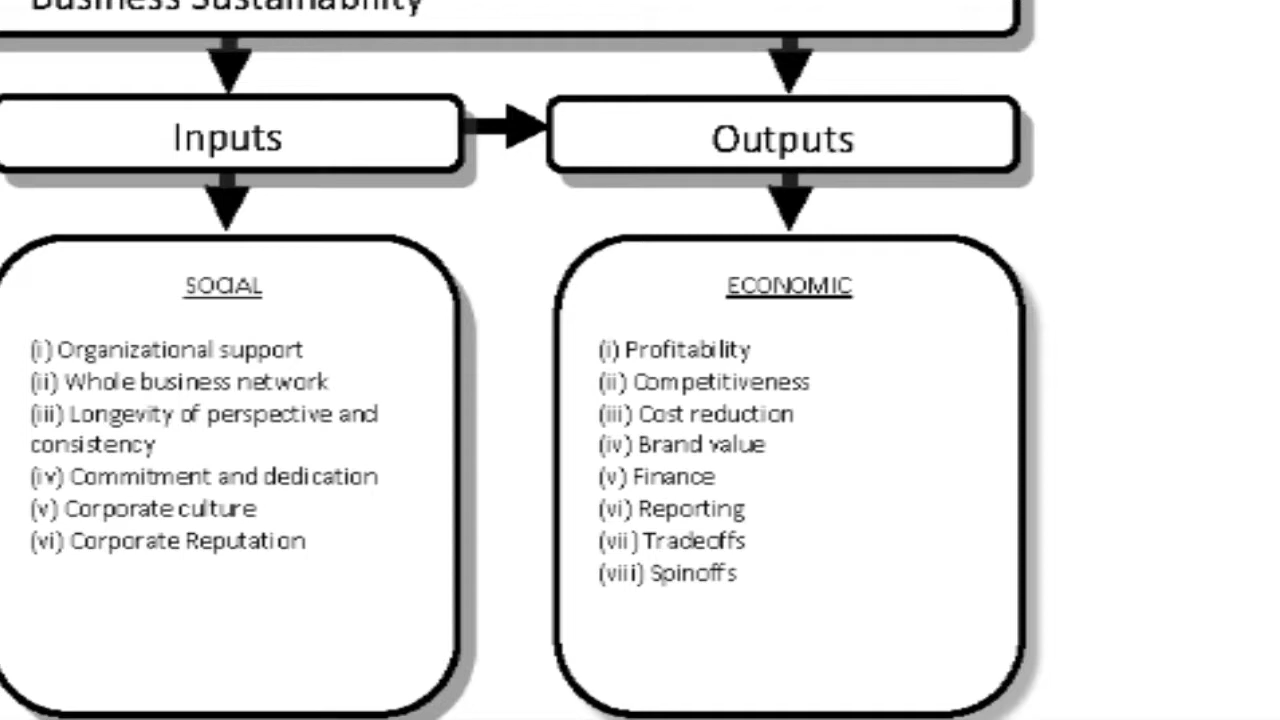 Business Sustainability
Inputs
Outputs
SOCIAL
(i) Organizational support
(ii) Whole business network
(iii) Longevity of perspective and
consistency
(iv) Commitment and dedication
(v) Corporate culture
(vi) Corporate Reputation
ECONOMIC
(i) Profitability
(ii) Competitiveness
(iii) Cost reduction
(iv) Brand value
(v) Finance
(vi) Reporting
(vii) Tradeoffs
(viii) Spinoffs